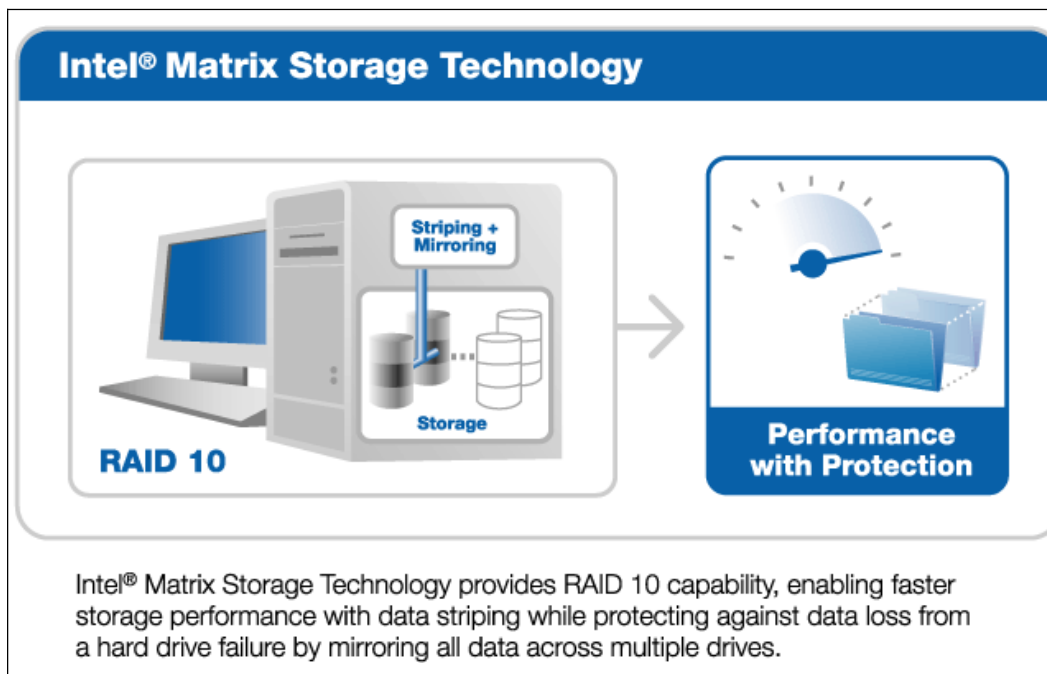 Intel® Matrix Storage Technology
Striping +
Mirroring
Storage
RAID 10
Performance
with Protection
Intel® Matrix Storage Technology provides RAID 10 capability, enabling faster
storage performance with data striping while protecting against data loss from
a hard drive failure by mirroring all data across multiple drives.